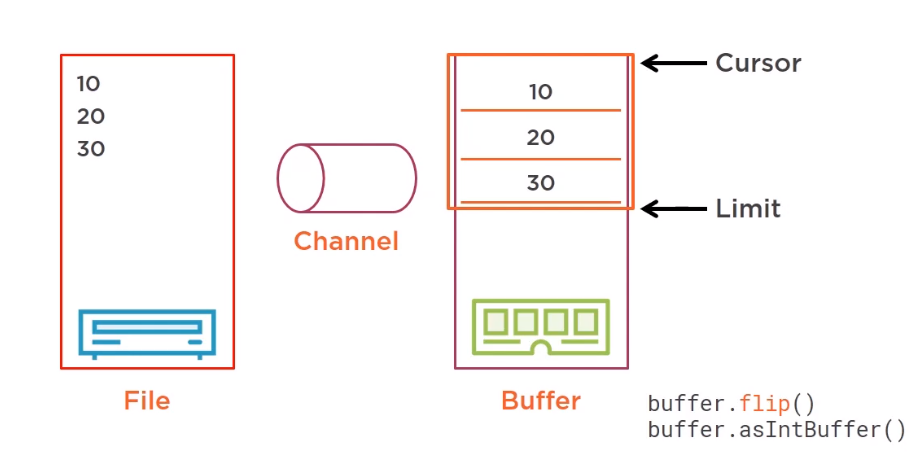 10
20
30
File
Channel
10
20
30
Buffer
Cursor
Limit
buffer.flip()
buffer.asIntBuffer()